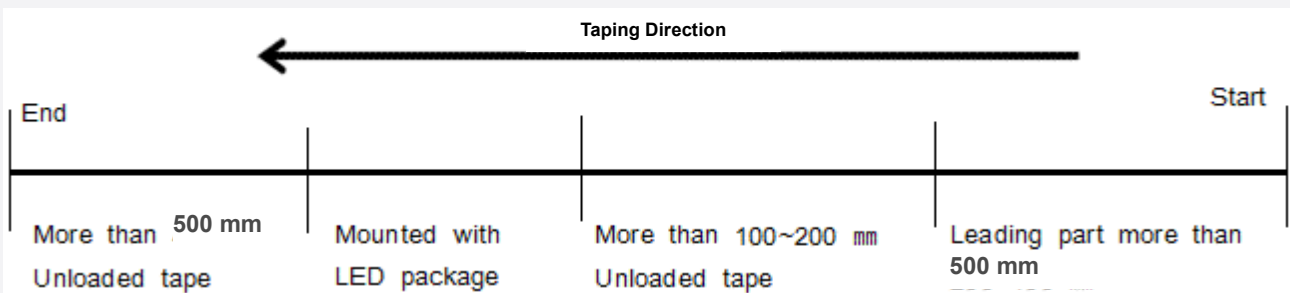 Taping Direction
End
Start
More than 500 mm
Unloaded tape
Mounted with
LED package
More than 100~200 mm
Unloaded tape
Leading part more than
500 mm